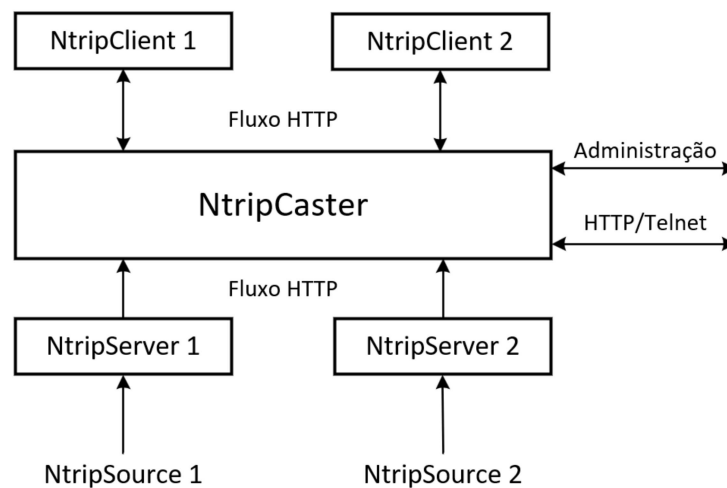 NtripClient 1
NtripClient 2
Fluxo HTTP
Administração
NtripCaster
HTTP/Telnet
Fluxo HTTP
NtripServer 1
NtripServer 2
NtripSource 1
NtripSource 2